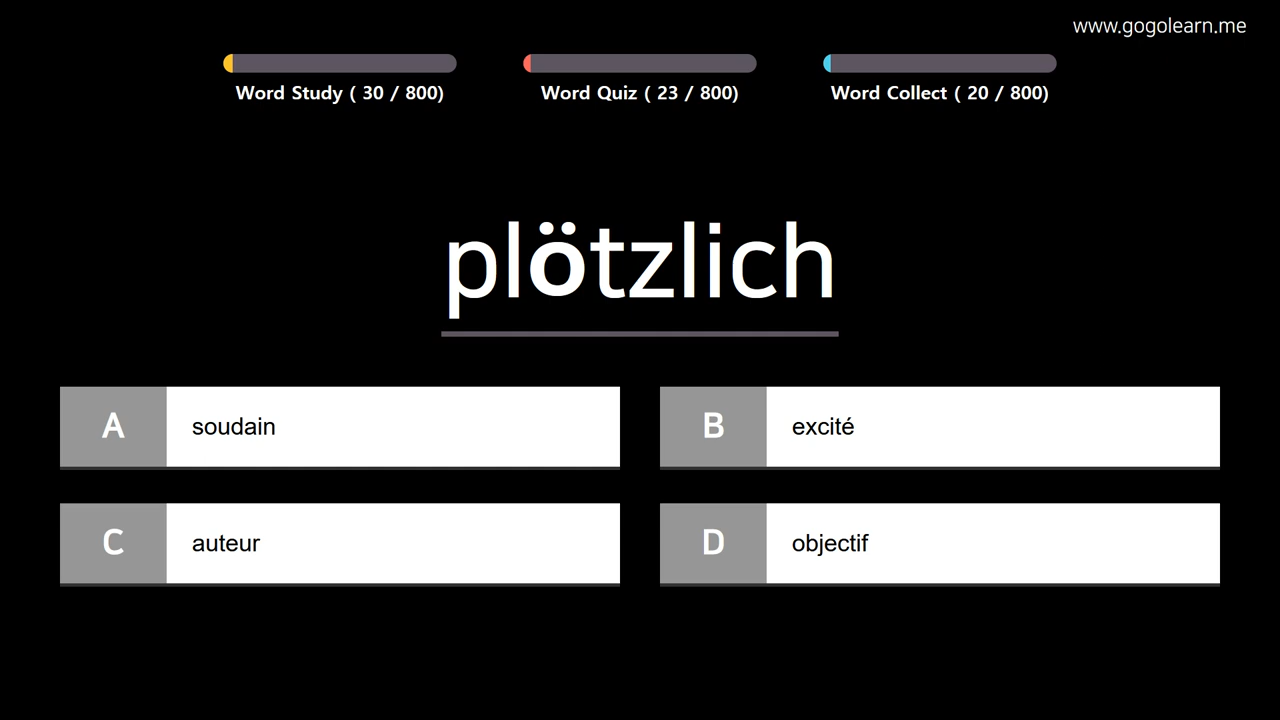 www.gogolearn.me
Word Study ( 30 / 800)
Word Quiz ( 23 / 800)
Word Collect ( 20 / 800)
plötzlich
A soudain
B excité
C auteur
D objectif